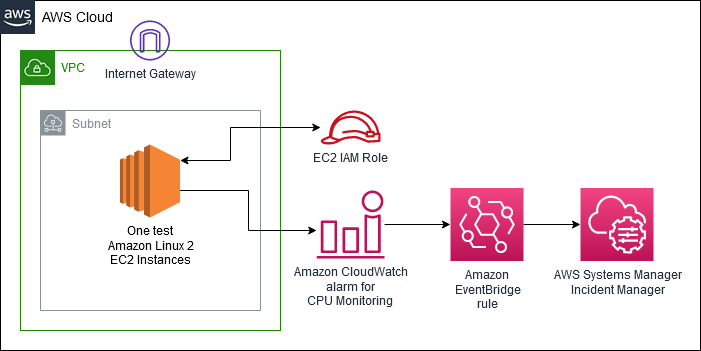 aws
AWS Cloud
VPC
Internet Gateway
Subnet
EC2 IAM Role
One test
Amazon Linux 2
EC2 Instances
Amazon CloudWatch
alarm for
CPU Monitoring
Amazon
EventBridge
rule
AWS Systems Manager
Incident Manager